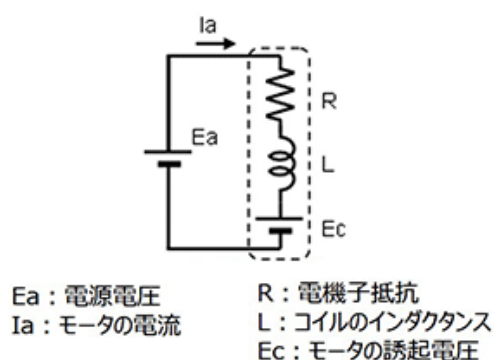 Ia
R
Ea
L
Ec
Ea：電源電圧
Ia：モータの電流
R：電機子抵抗
L：コイルのインダクタンス
Ec：モータの誘起電圧